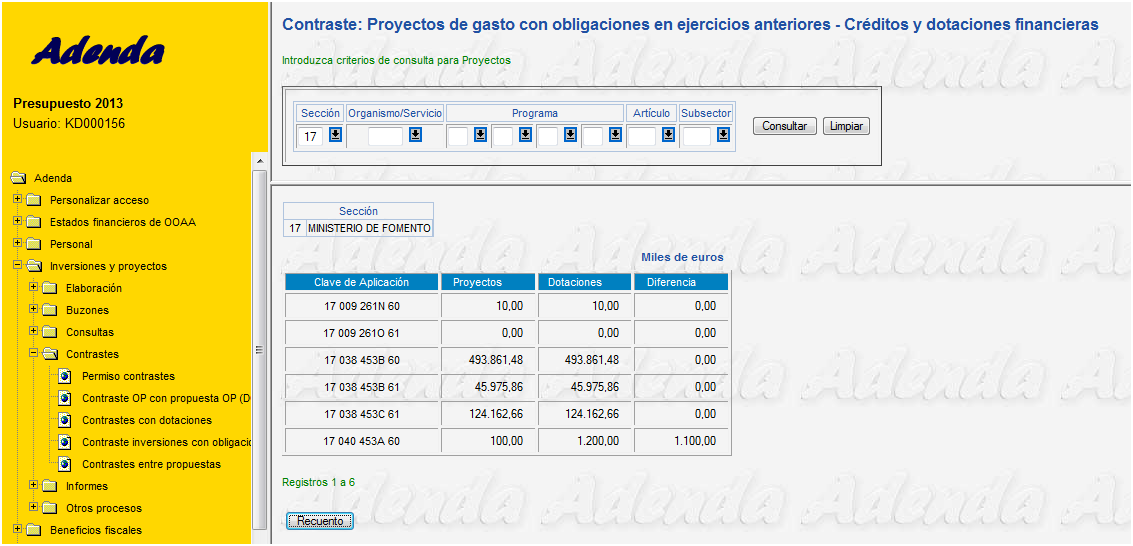 Adenda
Presupuesto 2013
Usuario: KD000156
Adenda
Personalizar acceso
Estados financieros de OOAA
Personal
Inversiones y proyectos
Elaboración
Buzones
Consultas
Contrastes
Permiso contrastes
Contraste OP con propuesta OP (D
Contrastes con dotaciones
Contraste inversiones con obligacio
Contrastes entre propuestas
Informes
Otros procesos
Beneficios fiscales
Contraste: Proyectos de gasto con obligaciones en ejercicios anteriores - Créditos y dotaciones financieras
Introduzca criterios de consulta para Proyectos
Sección Organismo/Servicio Programa Artículo Subsector
17 Consultar Limpiar
Sección
17 MINISTERIO DE FOMENTO
Miles de euros
Clave de Aplicación Proyectos Dotaciones Diferencia
17 009 261N 60 10,00 10,00 0,00
17 009 261O 61 0,00 0,00 0,00
17 038 453B 60 493.861,48 493.861,48 0,00
17 038 453B 61 45.975,86 45.975,86 0,00
17 038 453C 61 124.162,66 124.162,66 0,00
17 040 453A 60 100,00 1.200,00 1.100,00
Registros 1 a 6
Recuento